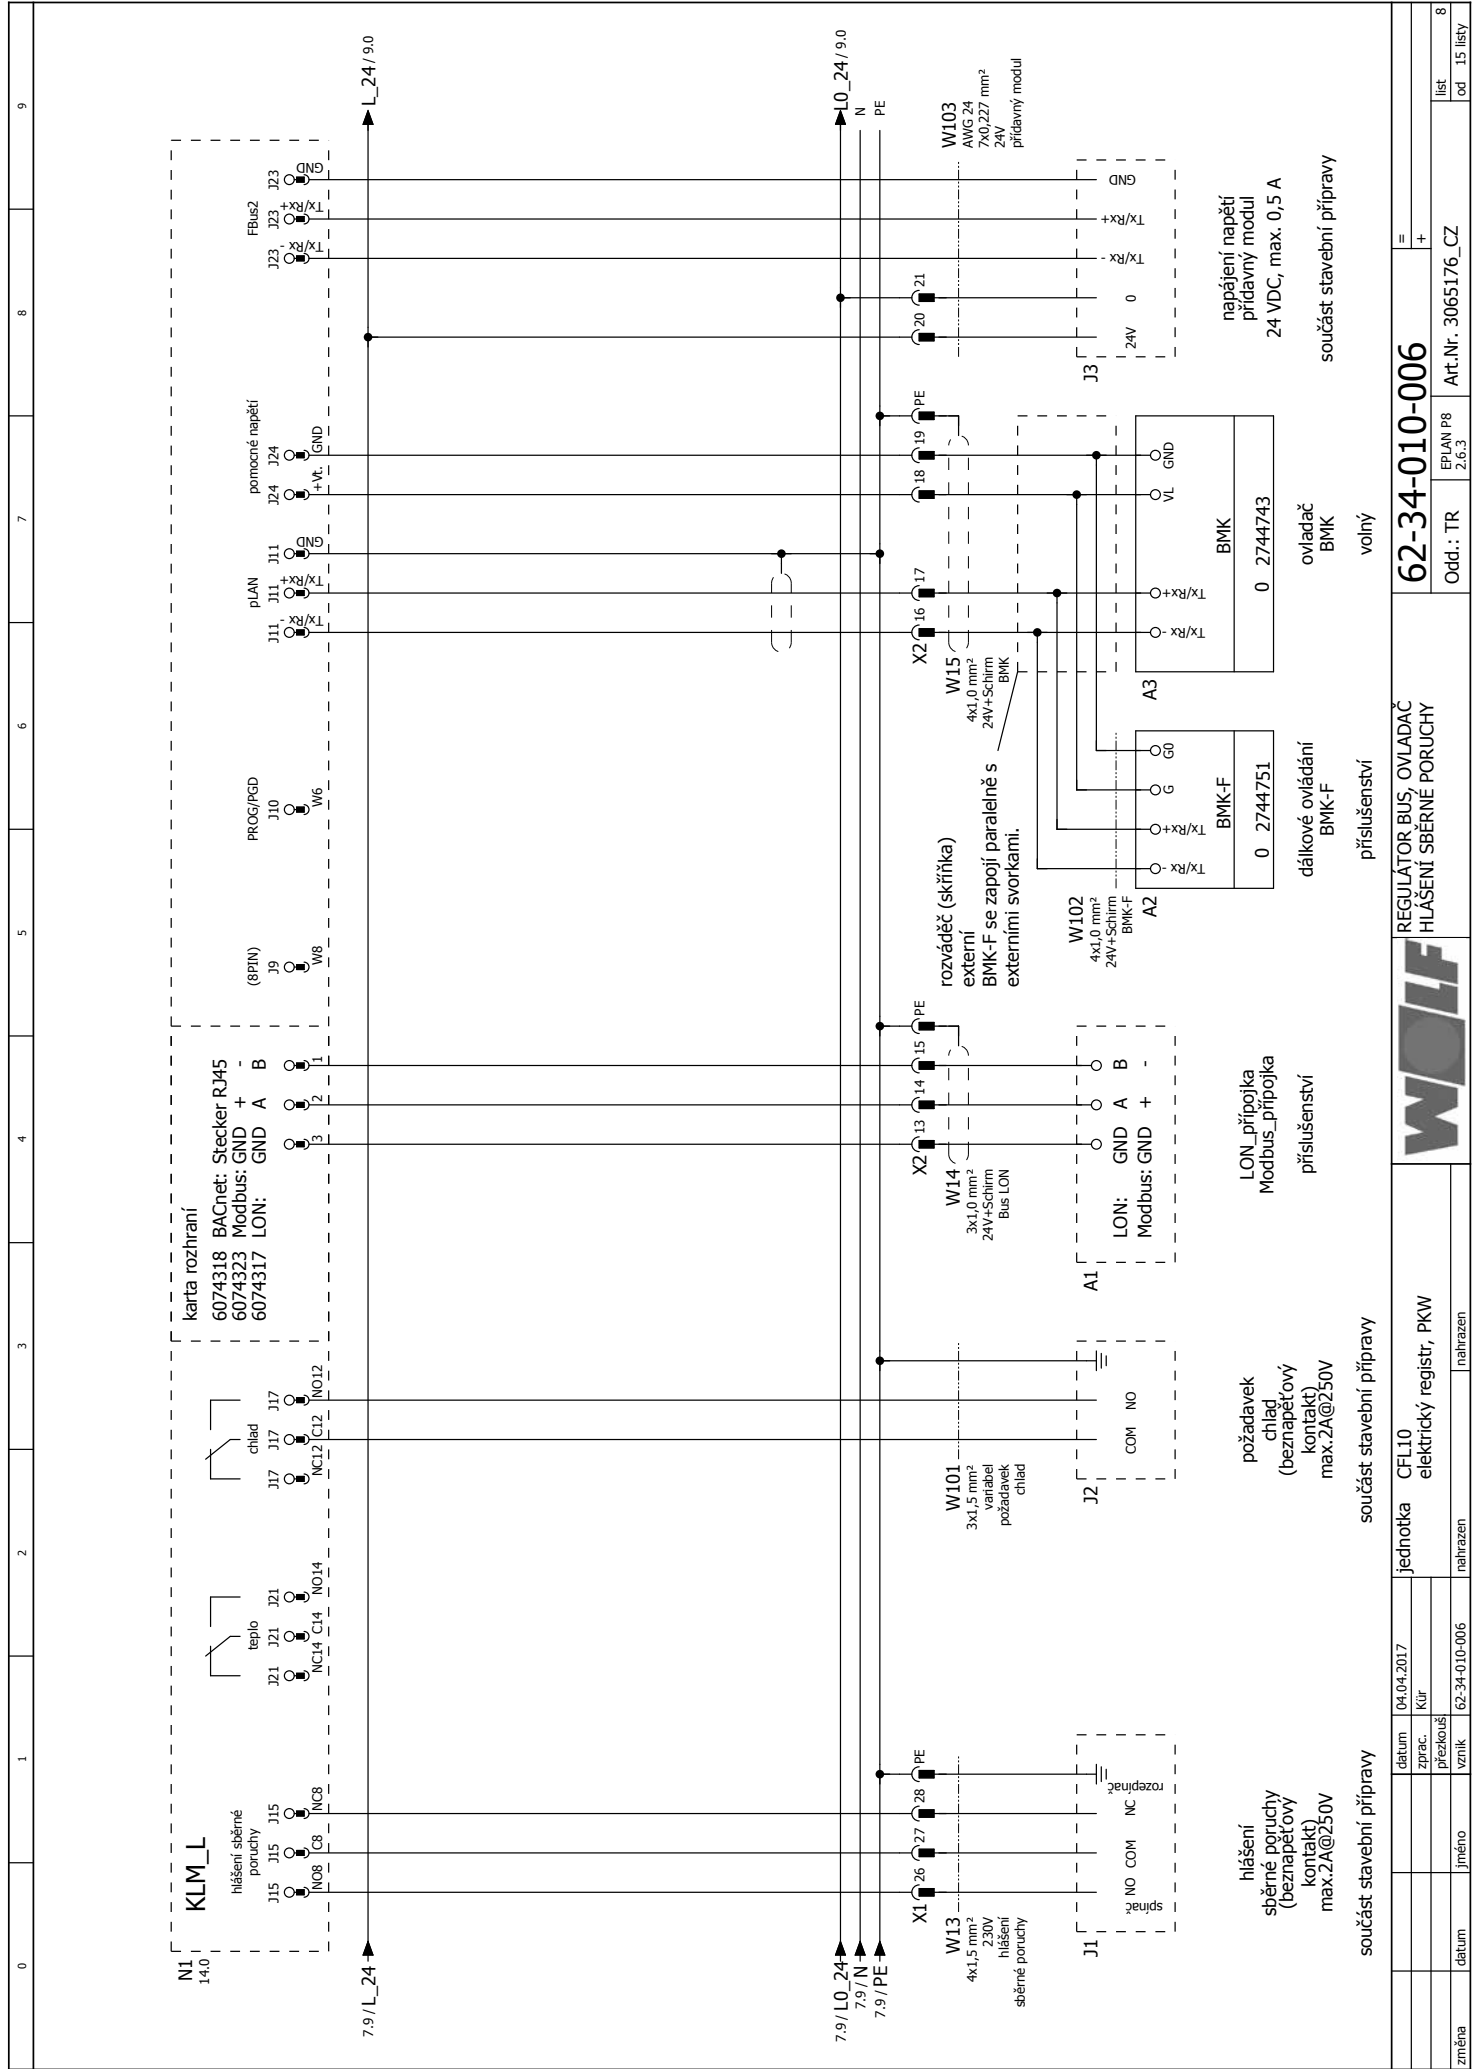 0 1 2 3 4 5 6 7 8 9
N1
14.0
KLM_L
hlášení sběrné
poruchy
J15 J15 J15
NO8 C8 NC8
teplo
J21 J21 J21
NC14 C14 NO14
chlad
J17 J17 J17
NC12 C12 NO12
karta rozhraní
6074318 BACnet: Stecker RJ45
6074323 Modbus: GND + -
6074317 LON: GND A B
3 2 1
(8PIN)
J9
W8
PROG/PGD
J10
W6
pLAN
J11 J11 J11
Tx/Rx - Tx/Rx+ GND
pomocné napětí
J24 J24
+Vt. GND
FBus2
J23 J23 J23
Tx/Rx - Tx/Rx+ GND
7.9 / L_24
L_24 / 9.0
7.9 / L0_24
L0_24 / 9.0
7.9 / N
N
7.9 / PE
PE
X1 26 27 28 PE
W13
4x1,5 mm²
230V
hlášení
sběrné poruchy
J1
NO COM NC
spínač rozepínač
hlášení
sběrné poruchy
(beznapěťový
kontakt)
max.2A@250V
součást stavební přípravy
W101
3x1,5 mm²
variabel
požadavek
chlad
J2
COM NO
požadavek
chlad
(beznapěťový
kontakt)
max.2A@250V
součást stavební přípravy
X2 13 14 15 PE
W14
3x1,0 mm²
24V+Schirm
Bus LON
A1
LON: GND A B
Modbus: GND + -
LON_přípojka
Modbus_přípojka
příslušenství
rozváděč (skříňka)
externí
BMK-F se zapojí paralelně s
externími svorkami.
W102
4x1,0 mm²
24V+Schirm
BMK-F
A2
Tx/Rx - Tx/Rx+ G G0
BMK-F
0 2744751
dálkové ovládání
BMK-F
příslušenství
X2 16 17 18 19 PE
W15
4x1,0 mm²
24V+Schirm
BMK
A3
Tx/Rx - Tx/Rx+ VL GND
BMK
0 2744743
ovladač
BMK
volný
20 21
W103
AWG 24
7x0,227 mm²
24V
přídavný modul
J3
24V 0 Tx/Rx - Tx/Rx+ GND
napájení napětí
přídavný modul
24 VDC, max. 0,5 A
součást stavební přípravy
změna datum jméno
datum 04.04.2017
zprac. Kür
přezkouš.
vznik 62-34-010-006
jednotka CFL10
elektrický registr, PKW
nahrazen nahrazen
WOLF
REGULÁTOR BUS, OVLADAČ
HLÁŠENÍ SBĚRNÉ PORUCHY
62-34-010-006
=
+
Odd.: TR
EPLAN P8
2.6.3
Art.Nr. 3065176_CZ
list 8
od 15 listy